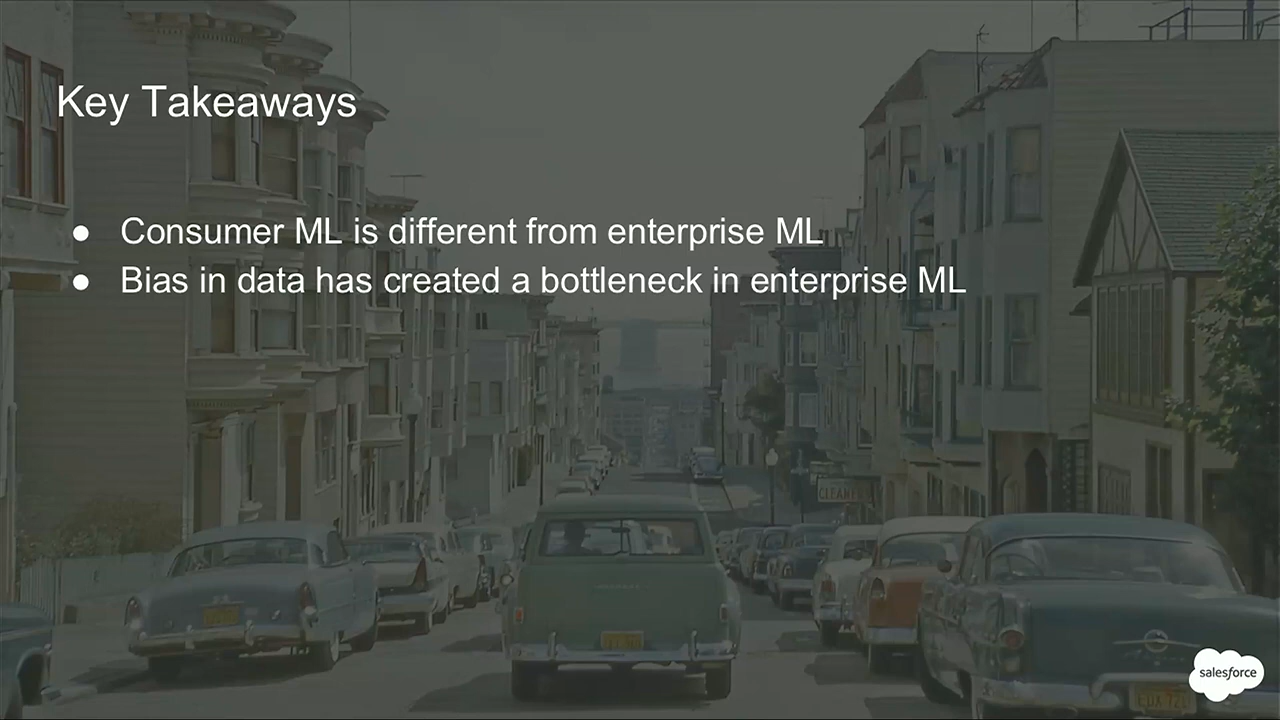 Key Takeaways
● Consumer ML is different from enterprise ML
● Bias in data has created a bottleneck in enterprise ML
CLEANERS
salesforce